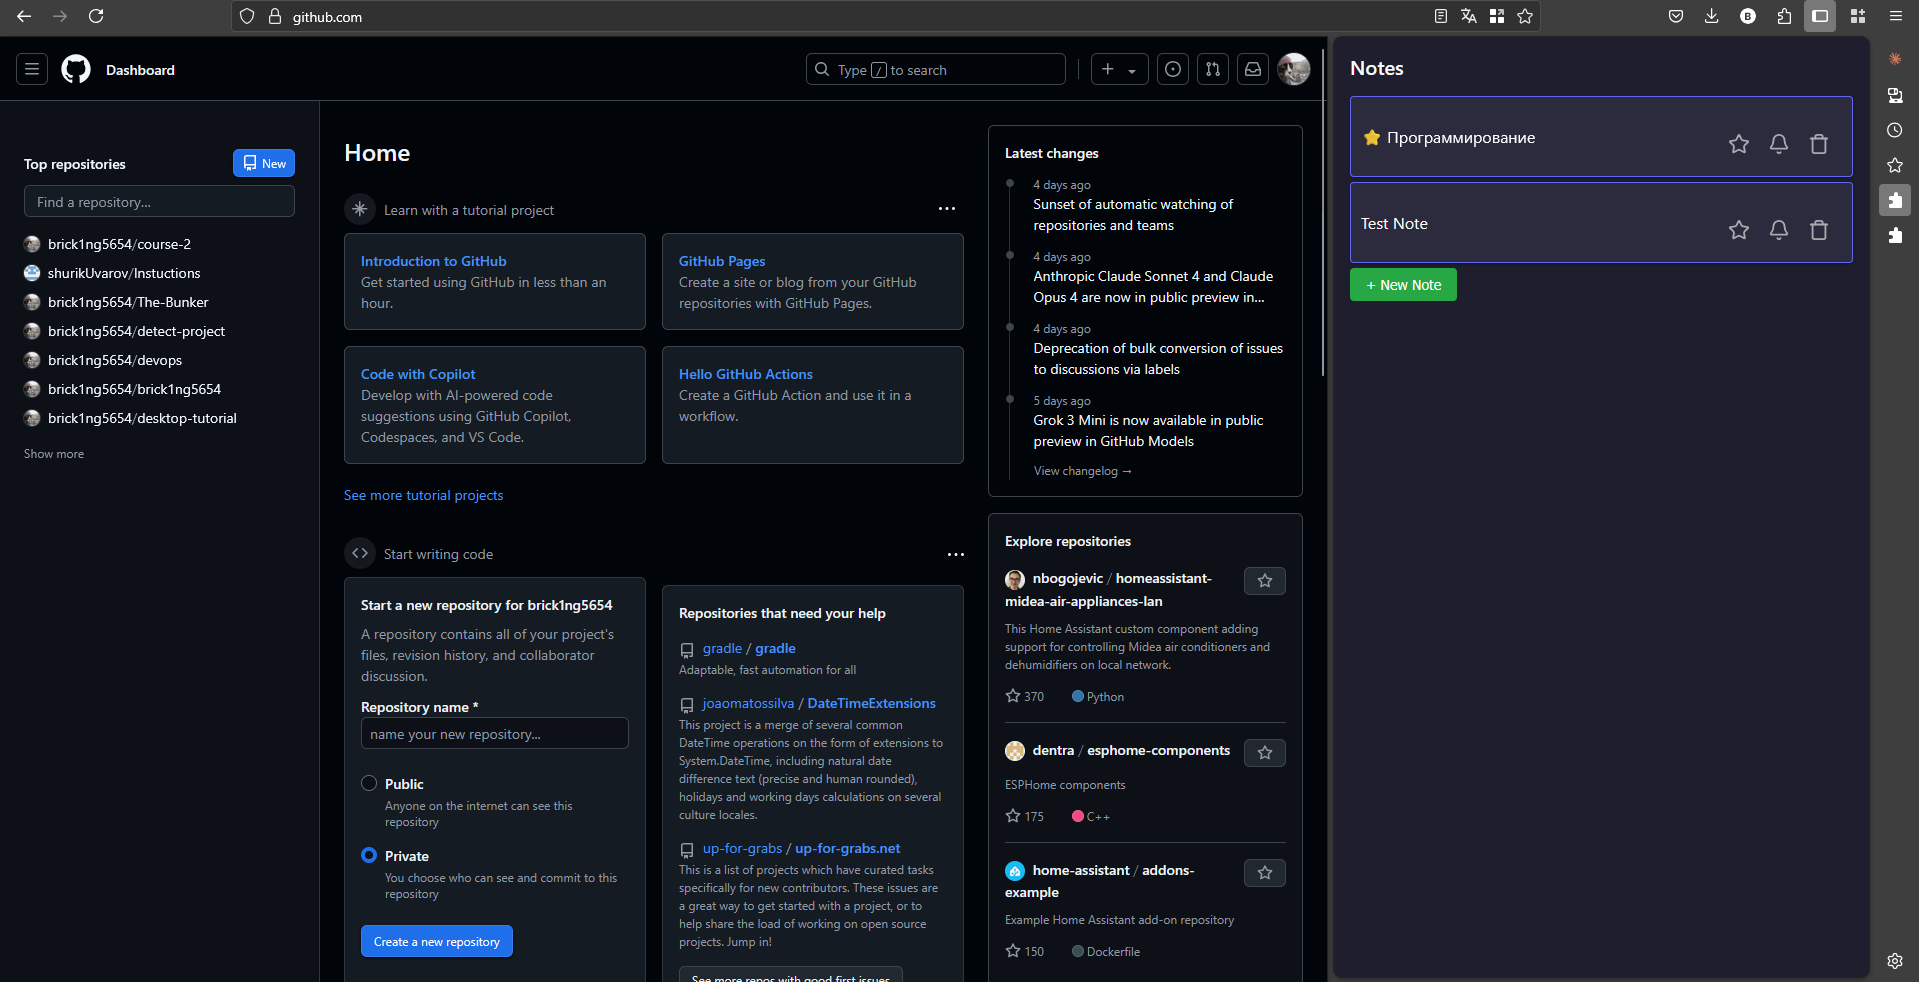 github.com
Dashboard
Type / to search
Top repositories
New
Find a repository...
brick1ng5654/course-2
shurikUvarov/Instuctions
brick1ng5654/The-Bunker
brick1ng5654/detect-project
brick1ng5654/devops
brick1ng5654/brick1ng5654
brick1ng5654/desktop-tutorial
Show more
Home
Learn with a tutorial project
Introduction to GitHub
Get started using GitHub in less than an
hour.
GitHub Pages
Create a site or blog from your GitHub
repositories with GitHub Pages.
Code with Copilot
Develop with AI-powered code
suggestions using GitHub Copilot,
Codespaces, and VS Code.
Hello GitHub Actions
Create a GitHub Action and use it in a
workflow.
See more tutorial projects
Start writing code
Start a new repository for brick1ng5654
A repository contains all of your project's
files, revision history, and collaborator
discussion.
Repository name *
name your new repository...
Public
Anyone on the internet can see this
repository
Private
You choose who can see and commit to this
repository
Create a new repository
Repositories that need your help
gradle / gradle
Adaptable, fast automation for all
joaomatossilva / DateTimeExtensions
This project is a merge of several common
DateTime operations on the form of extensions to
System.DateTime, including natural date
difference text (precise and human rounded),
holidays and working days calculations on several
culture locales.
up-for-grabs / up-for-grabs.net
This is a list of projects which have curated tasks
specifically for new contributors. These issues are
a great way to get started with a project, or to
help share the load of working on open source
projects. Jump in!
See more repos with good first issues
Latest changes
4 days ago
Sunset of automatic watching of
repositories and teams
4 days ago
Anthropic Claude Sonnet 4 and Claude
Opus 4 are now in public preview in...
4 days ago
Deprecation of bulk conversion of issues
to discussions via labels
5 days ago
Grok 3 Mini is now available in public
preview in GitHub Models
View changelog →
Explore repositories
nbogojevic / homeassistant-
midea-air-appliances-lan
This Home Assistant custom component adding
support for controlling Midea air conditioners and
dehumidifiers on local network.
370 Python
dentra / esphome-components
ESPHome components
175 C++
home-assistant / addons-
example
Example Home Assistant add-on repository
150 Dockerfile
B
Notes
⭐ Программирование
Test Note
+ New Note